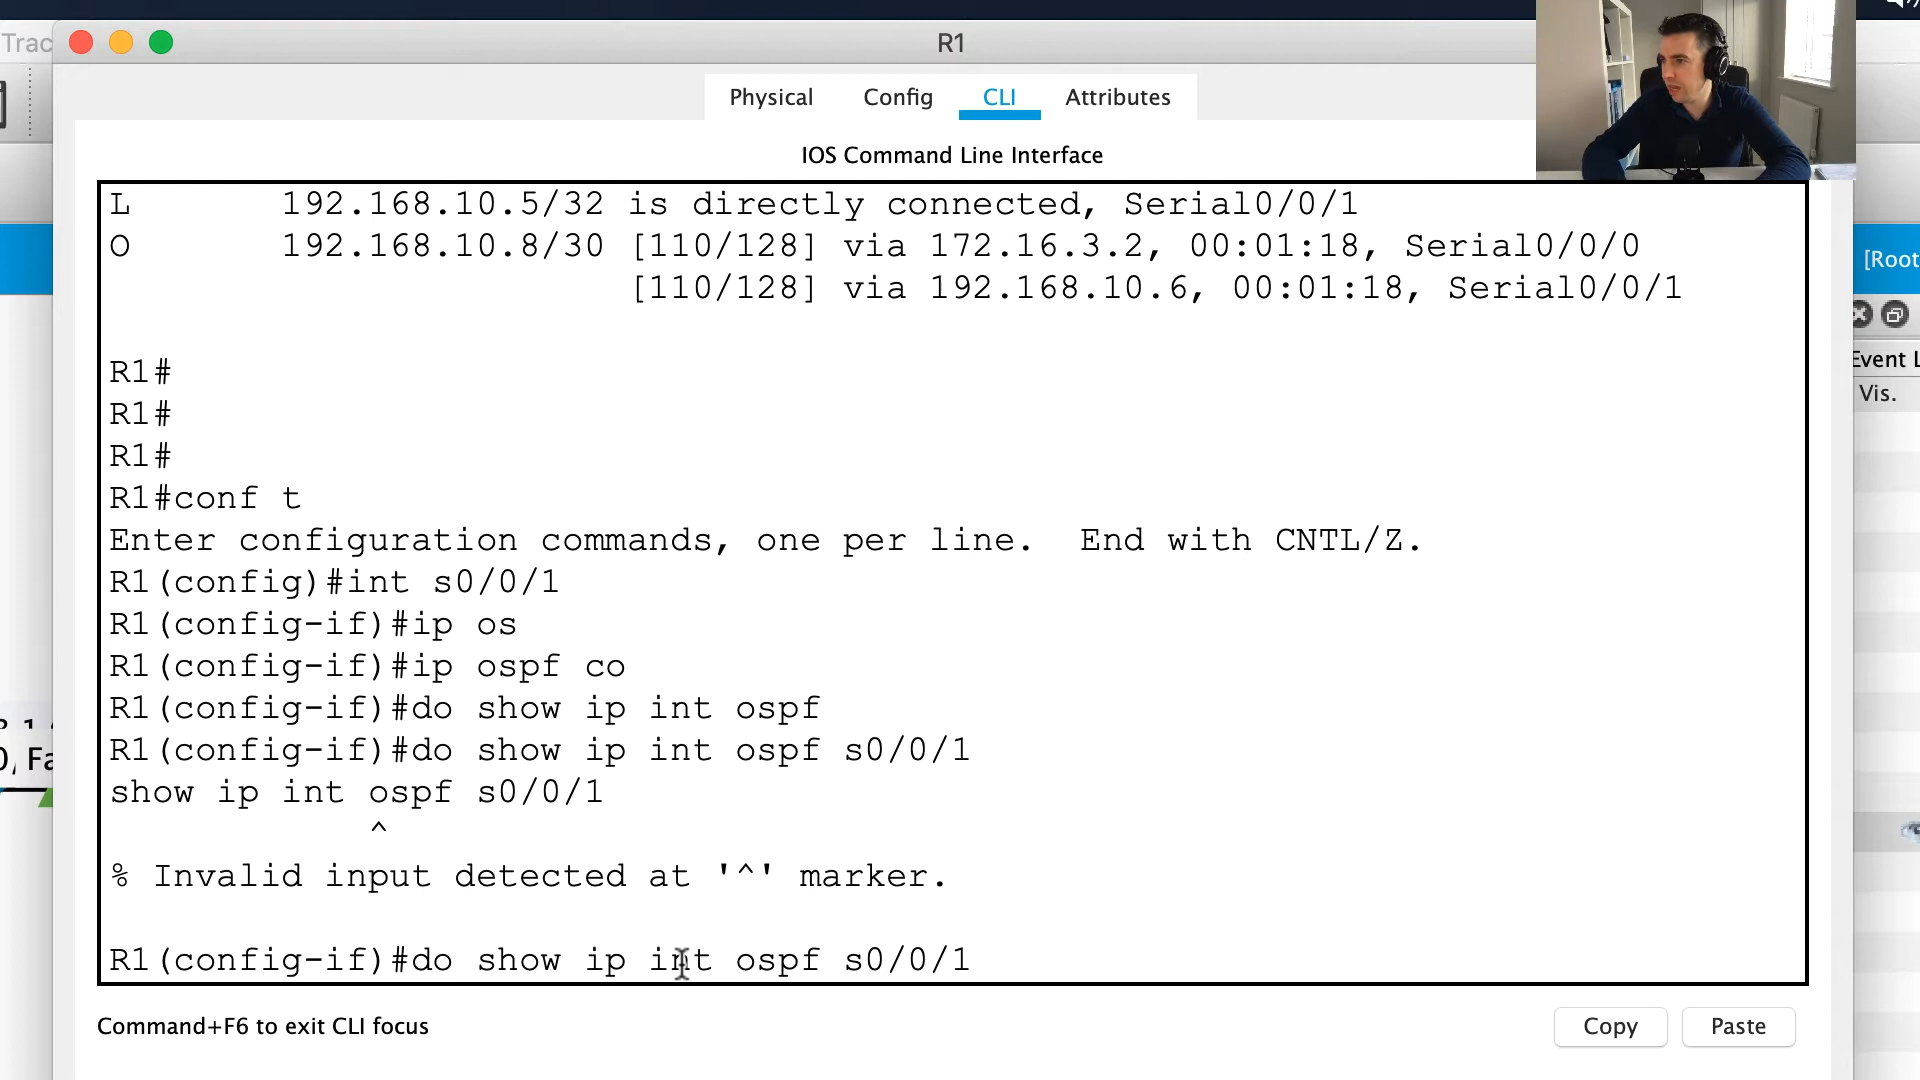 Trac
R1
Physical Config CLI Attributes
IOS Command Line Interface
L 192.168.10.5/32 is directly connected, Serial0/0/1
O 192.168.10.8/30 [110/128] via 172.16.3.2, 00:01:18, Serial0/0/0
[110/128] via 192.168.10.6, 00:01:18, Serial0/0/1
R1#
R1#
R1#
R1#conf t
Enter configuration commands, one per line. End with CNTL/Z.
R1(config)#int s0/0/1
R1(config-if)#ip os
R1(config-if)#ip ospf co
R1(config-if)#do show ip int ospf
R1(config-if)#do show ip int ospf s0/0/1
show ip int ospf s0/0/1
^
% Invalid input detected at '^' marker.
R1(config-if)#do show ip int ospf s0/0/1
Command+F6 to exit CLI focus
Copy Paste
[Root
Event L
Vis.
0, Fa